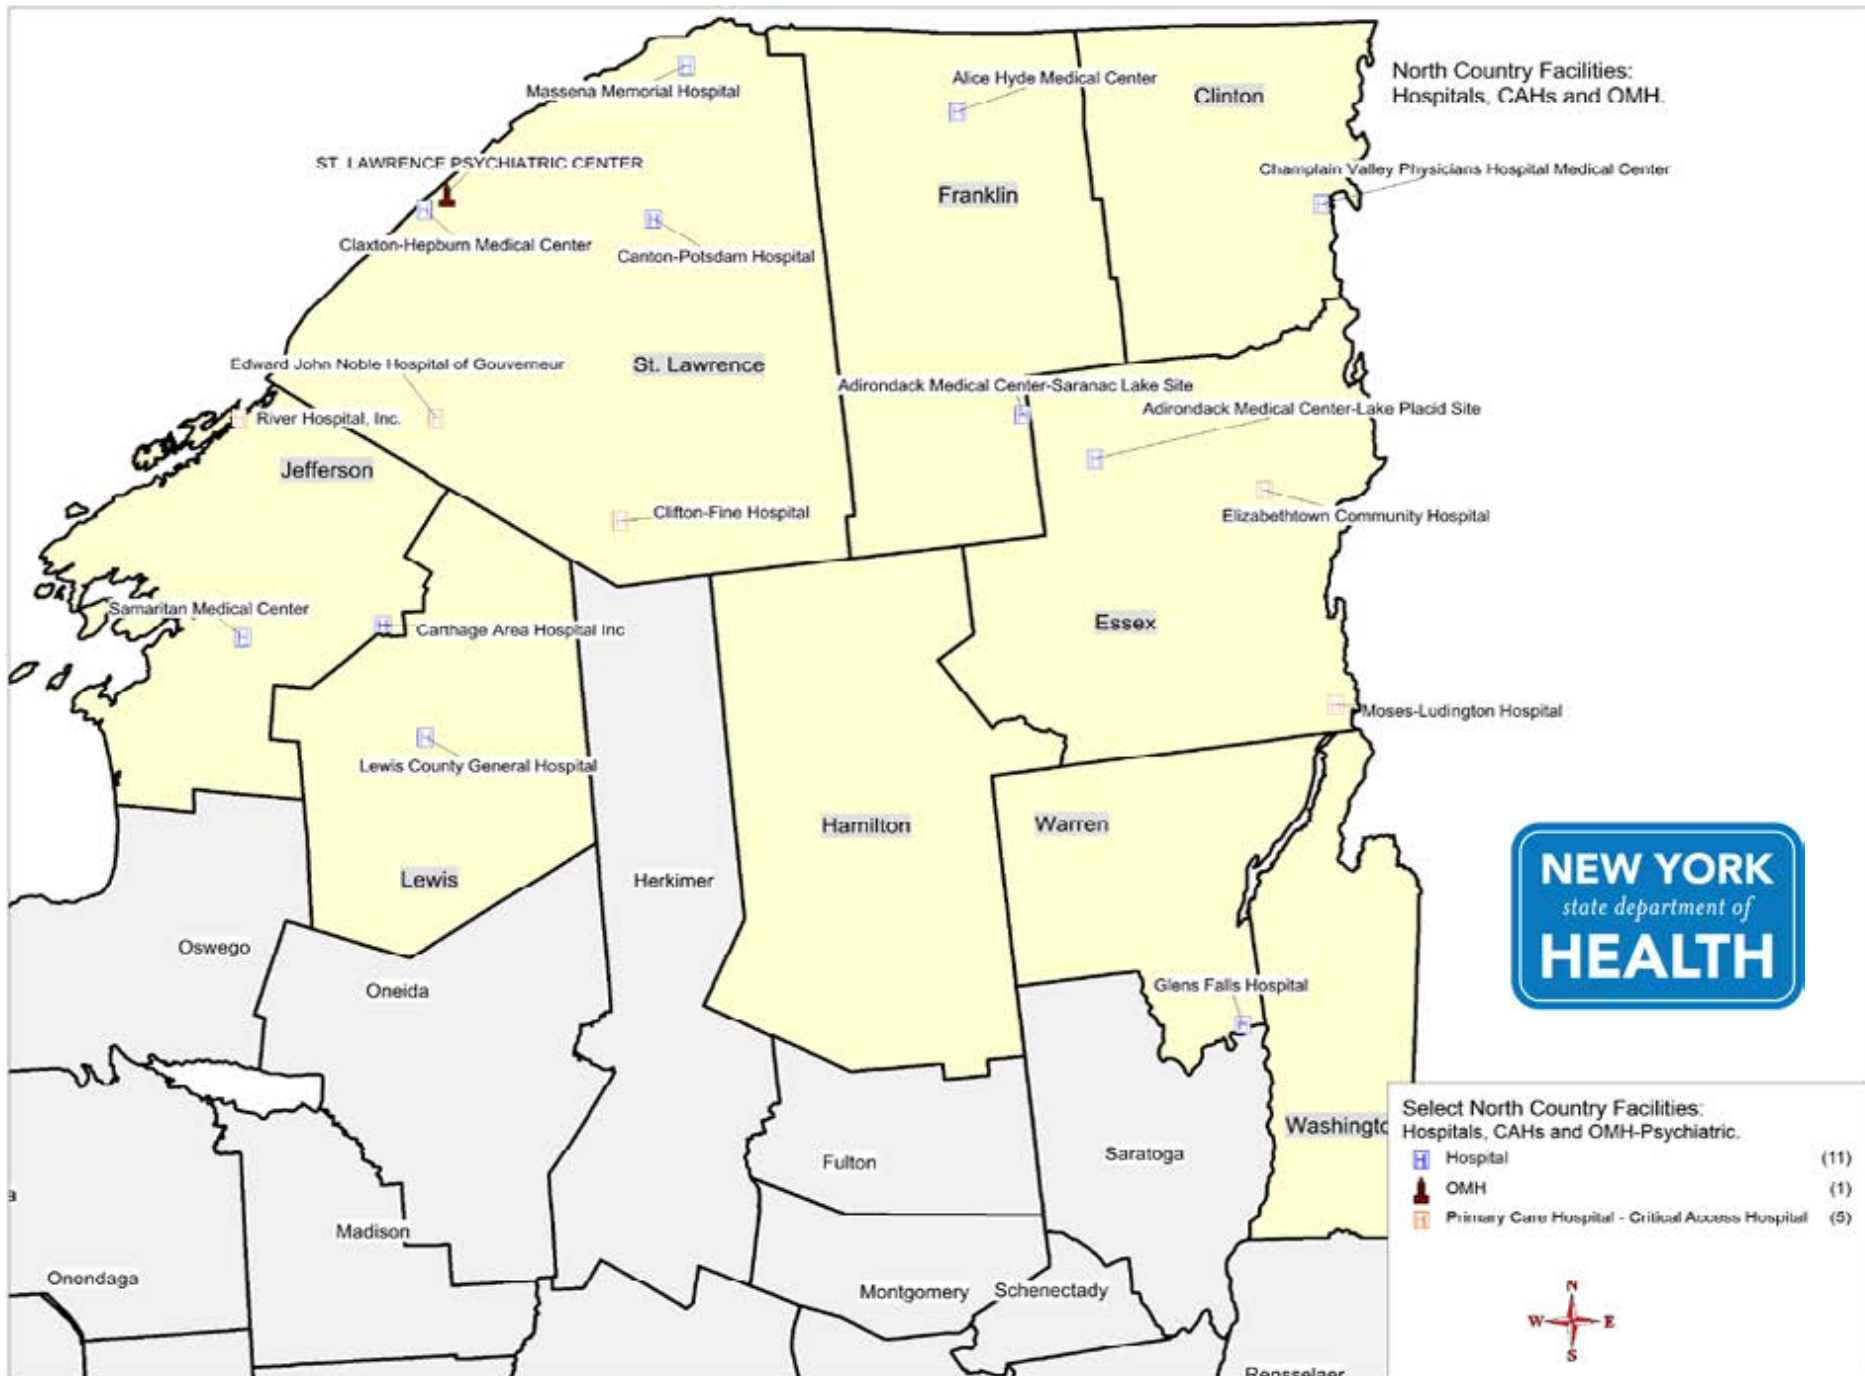 North Country Facilities:
Hospitals, CAHs and OMH.
Massena Memorial Hospital
Alice Hyde Medical Center
Clinton
ST. LAWRENCE PSYCHIATRIC CENTER
Champlain Valley Physicians Hospital Medical Center
Franklin
Claxton-Hepburn Medical Center
Canton-Potsdam Hospital
Edward John Noble Hospital of Gouverneur
St. Lawrence
Adirondack Medical Center-Saranac Lake Site
Adirondack Medical Center-Lake Placid Site
River Hospital, Inc.
Jefferson
Clifton-Fine Hospital
Elizabethtown Community Hospital
Samaritan Medical Center
Carthage Area Hospital Inc
Essex
Moses-Ludington Hospital
Lewis County General Hospital
Hamilton
Warren
Lewis
Herkimer
NEW YORK
state department of
HEALTH
Oswego
Oneida
Glens Falls Hospital
Washingto
Fulton
Saratoga
a
Madison
Onondaga
Montgomery
Schenectady
Rensselaer
Select North Country Facilities:
Hospitals, CAHs and OMH-Psychiatric.
H Hospital (11)
OMH (1)
H Primary Care Hospital - Critical Access Hospital (5)
N
W E
S